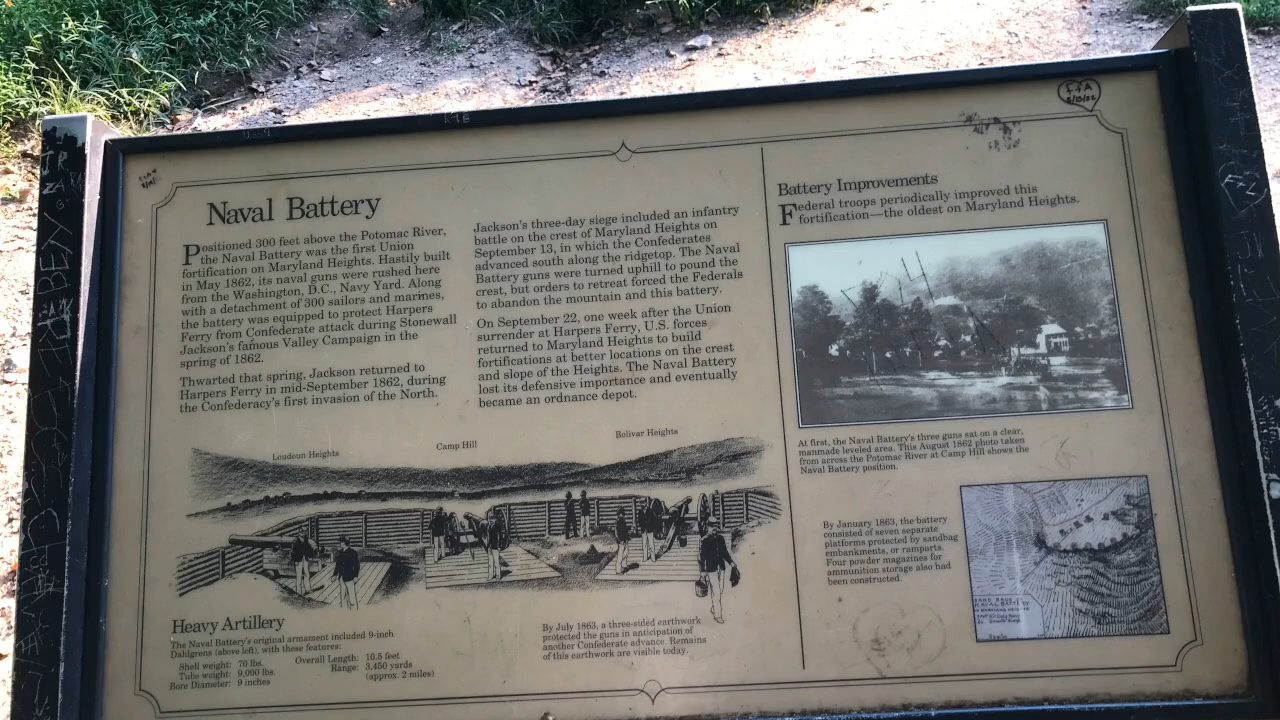 Naval Battery
Positioned 300 feet above the Potomac River,
the Naval Battery was the first Union
fortification on Maryland Heights. Hastily built
in May 1862, its naval guns were rushed here
from the Washington, D.C., Navy Yard. Along
with a detachment of 300 sailors and marines,
the battery was equipped to protect Harpers
Ferry from Confederate attack during Stonewall
Jackson's famous Valley Campaign in the
spring of 1862.
Thwarted that spring, Jackson returned to
Harpers Ferry in mid-September 1862, during
the Confederacy's first invasion of the North.
Jackson's three-day siege included an infantry
battle on the crest of Maryland Heights on
September 13, in which the Confederates
advanced south along the ridgetop. The Naval
Battery guns were turned uphill to pound the
crest, but orders to retreat forced the Federals
to abandon the mountain and this battery.
On September 22, one week after the Union
surrender at Harpers Ferry, U.S. forces
returned to Maryland Heights to build
fortifications at better locations on the crest
and slope of the Heights. The Naval Battery
lost its defensive importance and eventually
became an ordnance depot.
Loudoun Heights
Camp Hill
Bolivar Heights
Heavy Artillery
The Naval Battery's original armament included 9-inch
Dahlgrens (above left), with these features:
Shell weight: 70 lbs.
Tube weight: 9,000 lbs.
Bore Diameter: 9 inches
Overall Length: 10.5 feet
Range: 3,450 yards
(approx. 2 miles)
By July 1863, a three-sided earthwork
protected the guns in anticipation of
another Confederate advance. Remains
of this earthwork are visible today.
Battery Improvements
Federal troops periodically improved this
fortification—the oldest on Maryland Heights.
At first, the Naval Battery's three guns sat on a clear,
manmade leveled area. This August 1862 photo taken
from across the Potomac River at Camp Hill shows the
Naval Battery position.
By January 1863, the battery
consisted of seven separate
platforms protected by sandbag
embankments, or ramparts.
Four powder magazines for
ammunition storage also had
been constructed.
NAVAL BATTERY